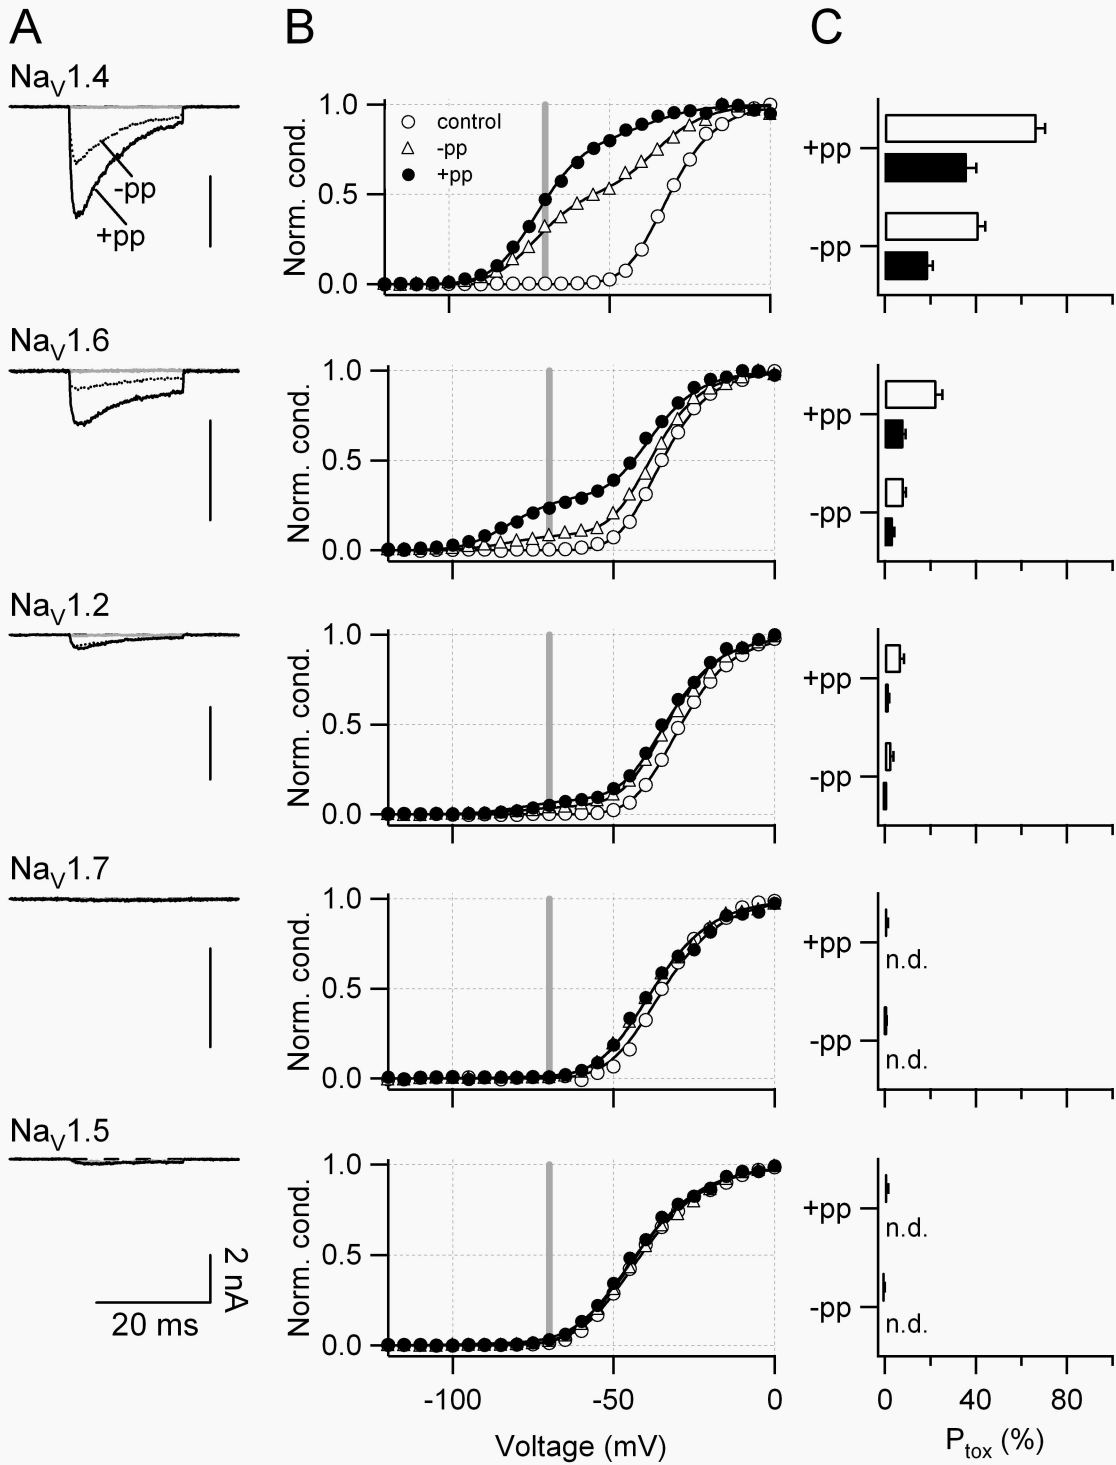 A
B
C
NaV1.4
-pp
+pp
Norm. cond.
1.0
0.5
0.0
control
-pp
+pp
+pp
-pp
NaV1.6
Norm. cond.
1.0
0.5
0.0
+pp
-pp
NaV1.2
Norm. cond.
1.0
0.5
0.0
+pp
-pp
NaV1.7
Norm. cond.
1.0
0.5
0.0
+pp
n.d.
-pp
n.d.
NaV1.5
2 nA
20 ms
Norm. cond.
1.0
0.5
0.0
+pp
n.d.
-pp
n.d.
-100 -50 0
Voltage (mV)
0 40 80
Ptox (%)